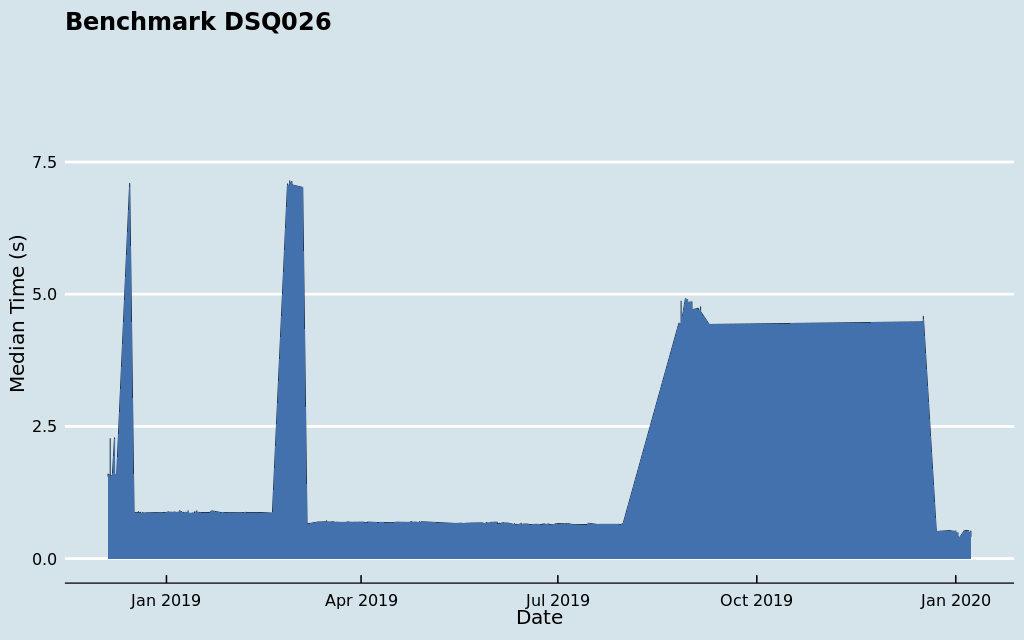 Benchmark DSQ026
Median Time (s)
7.5
5.0
2.5
0.0
Jan 2019
Apr 2019
Jul 2019
Oct 2019
Jan 2020
Date